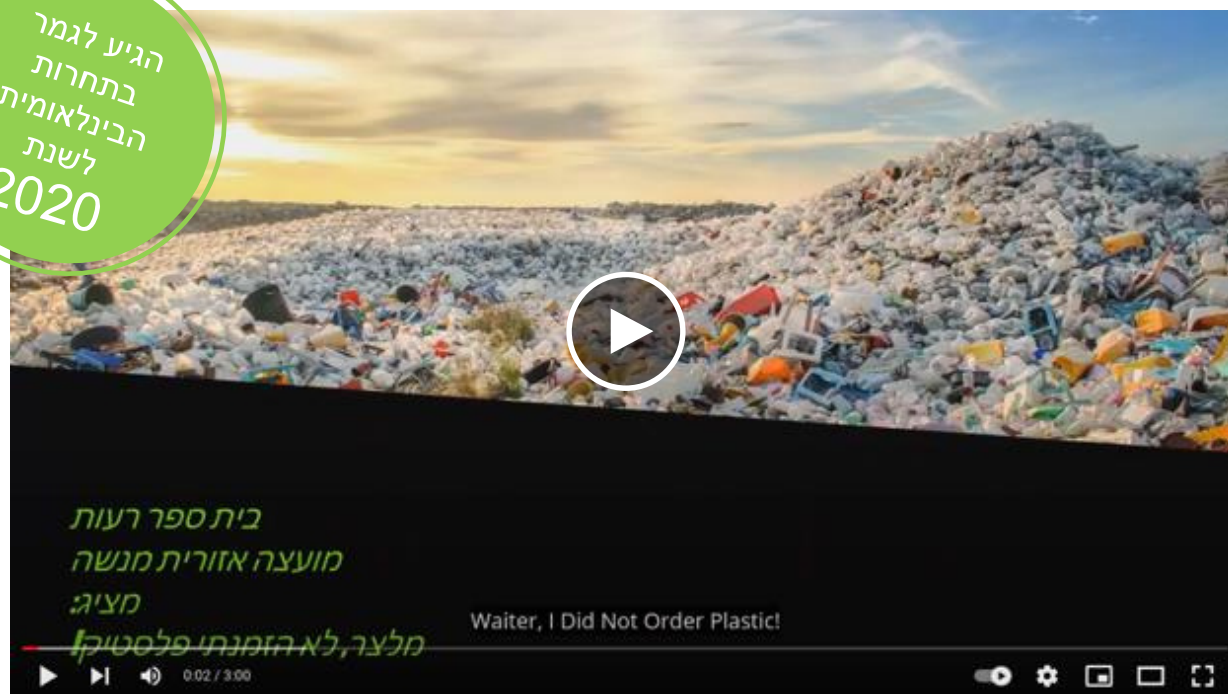 הגיע לגמר
בתחרות
הבינלאומית
לשנת
2020
בית ספר רעות
מועצה אזורית מנשה
מציג:
מלצר, לא הזמנתי פלסטיק!
Waiter, I Did Not Order Plastic!
0:02 / 3:00